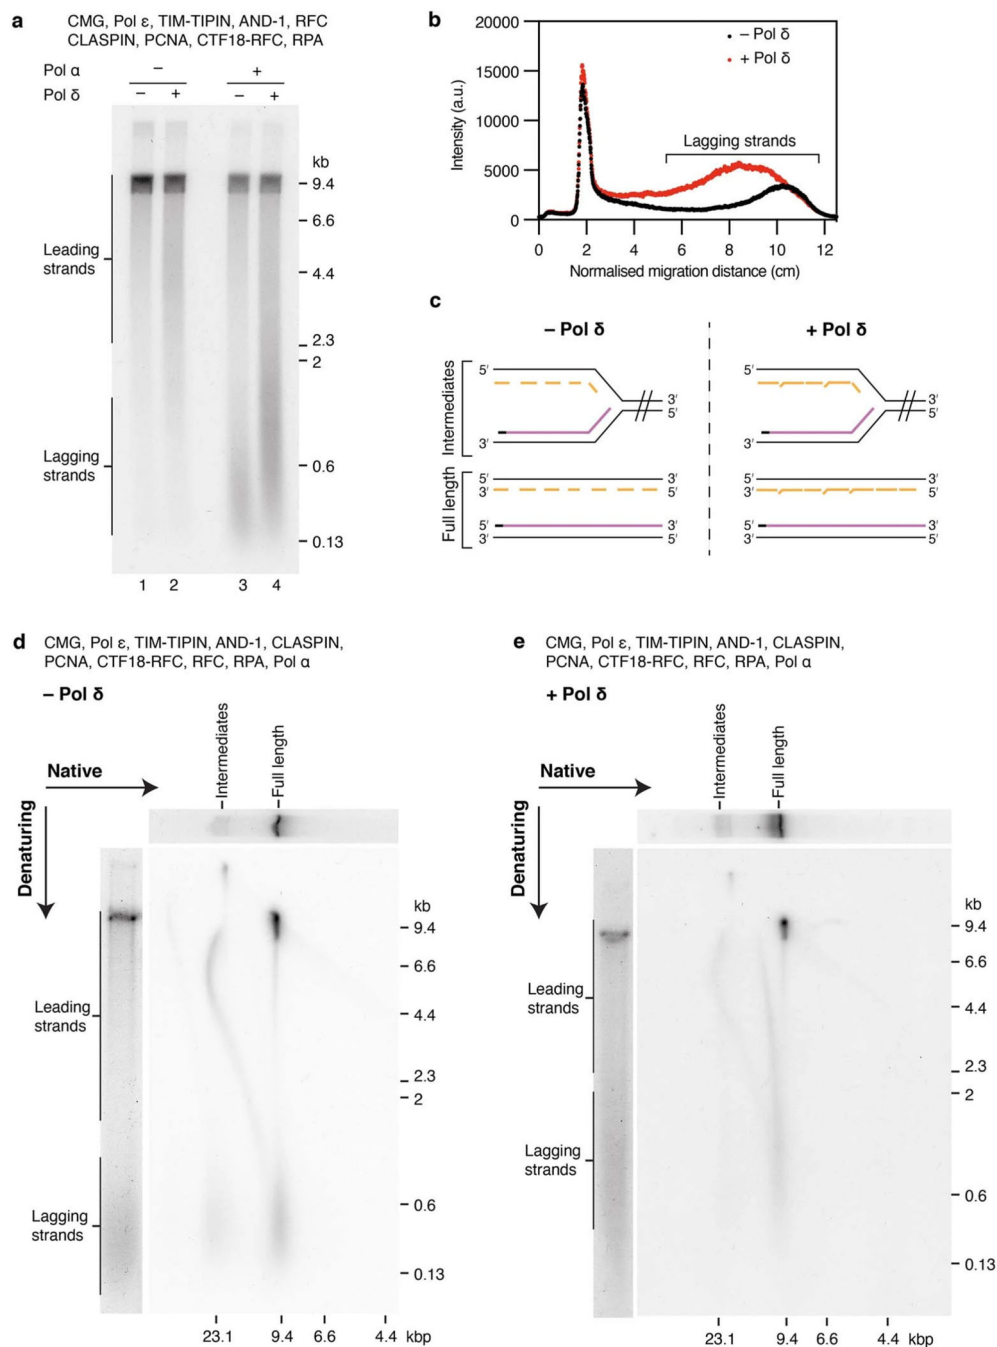 a
CMG, Pol ε, TIM-TIPIN, AND-1, RFC
CLASPIN, PCNA, CTF18-RFC, RPA
Pol α – +
Pol δ – + – +
kb
9.4
6.6
4.4
2.3
2
0.6
0.13
Leading
strands
Lagging
strands
1 2 3 4
b
20000
15000
10000
5000
0
Intensity (a.u.)
– Pol δ
+ Pol δ
Lagging strands
0 2 4 6 8 10 12
Normalised migration distance (cm)
c
– Pol δ
+ Pol δ
Intermediates
5′
3′
5′
3′
5′
3′
5′
3′
Full length
5′ 3′
3′ 5′
5′ 3′
3′ 5′
5′ 3′
3′ 5′
5′ 3′
3′ 5′
d
CMG, Pol ε, TIM-TIPIN, AND-1, CLASPIN,
PCNA, CTF18-RFC, RFC, RPA, Pol α
– Pol δ
Native
Denaturing
Intermediates
Full length
kb
9.4
6.6
4.4
2.3
2
0.6
0.13
Leading
strands
Lagging
strands
23.1 9.4 6.6 4.4 kbp
e
CMG, Pol ε, TIM-TIPIN, AND-1, CLASPIN,
PCNA, CTF18-RFC, RFC, RPA, Pol α
+ Pol δ
Native
Denaturing
Intermediates
Full length
kb
9.4
6.6
4.4
2.3
2
0.6
0.13
Leading
strands
Lagging
strands
23.1 9.4 6.6 4.4 kbp